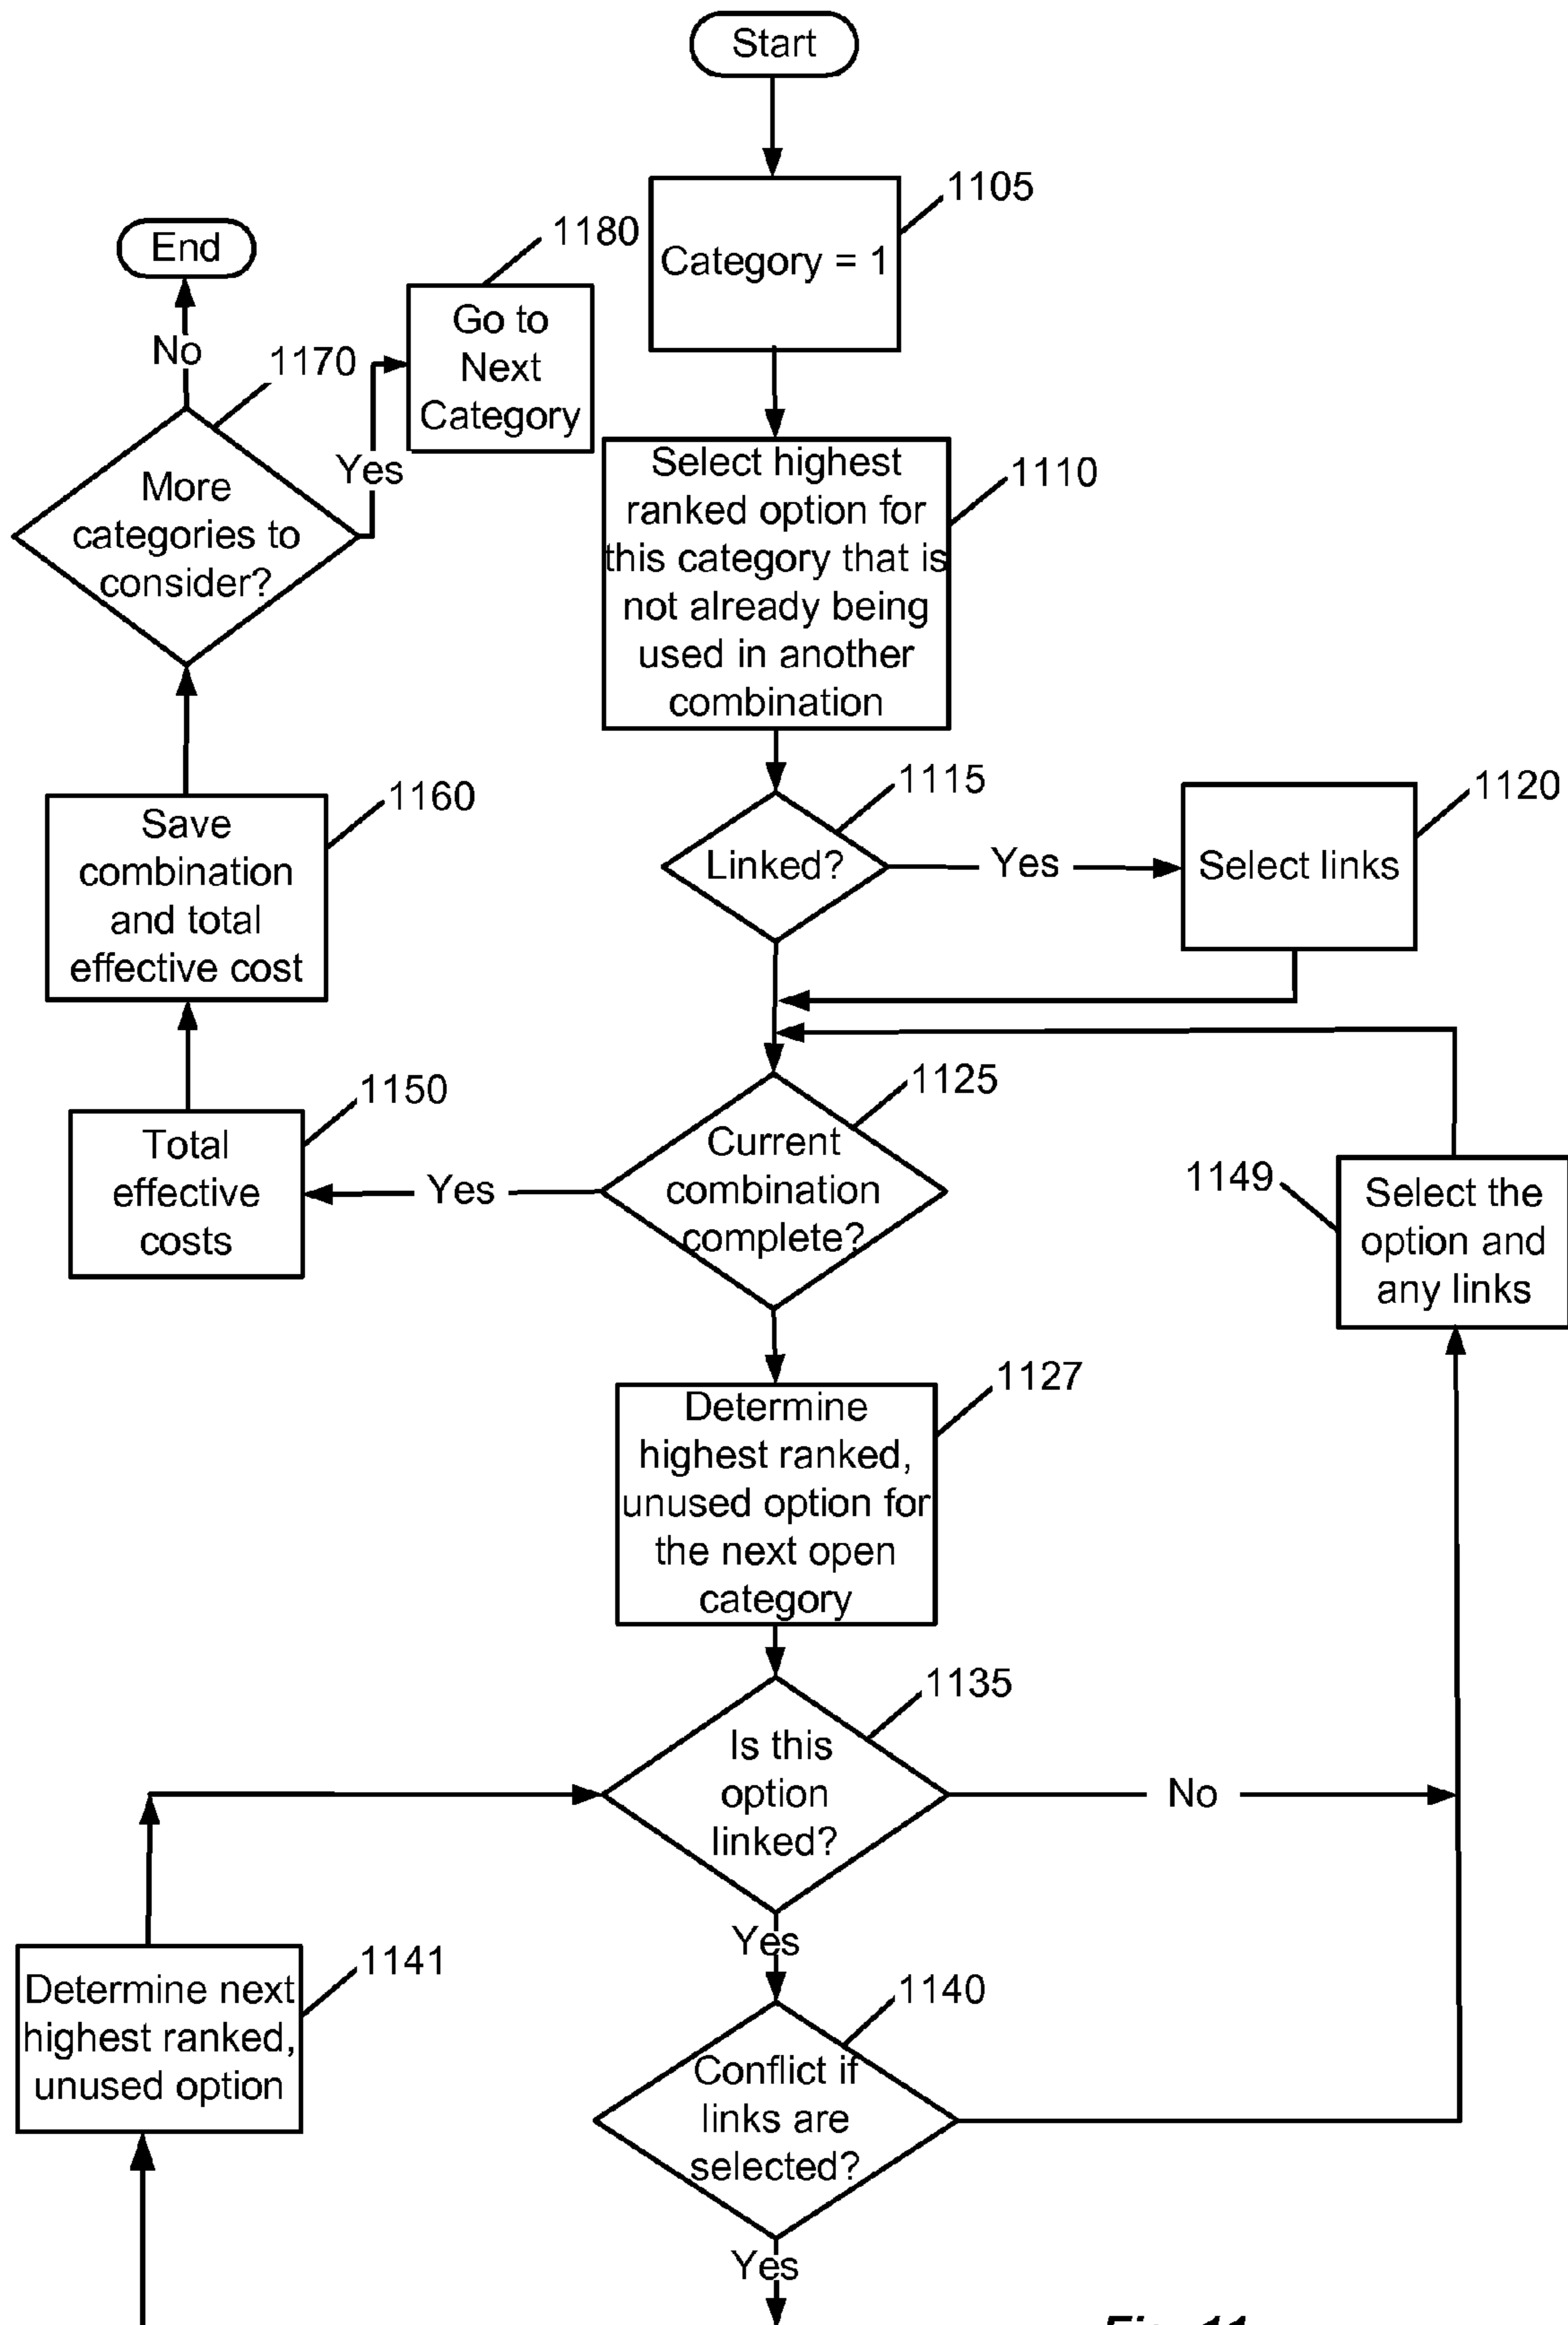 Start
1105
Category = 1
End
1180
Go to
Next
Category
No
1170
Yes
More
categories to
consider?
Select highest
ranked option for
this category that is
not already being
used in another
combination
1110
1115
Linked?
Yes
1120
Select links
1160
Save
combination
and total
effective cost
1150
Total
effective
costs
Yes
1125
Current
combination
complete?
1149
Select the
option and
any links
1127
Determine
highest ranked,
unused option for
the next open
category
1135
Is this
option
linked?
No
Yes
1141
Determine next
highest ranked,
unused option
1140
Conflict if
links are
selected?
Yes